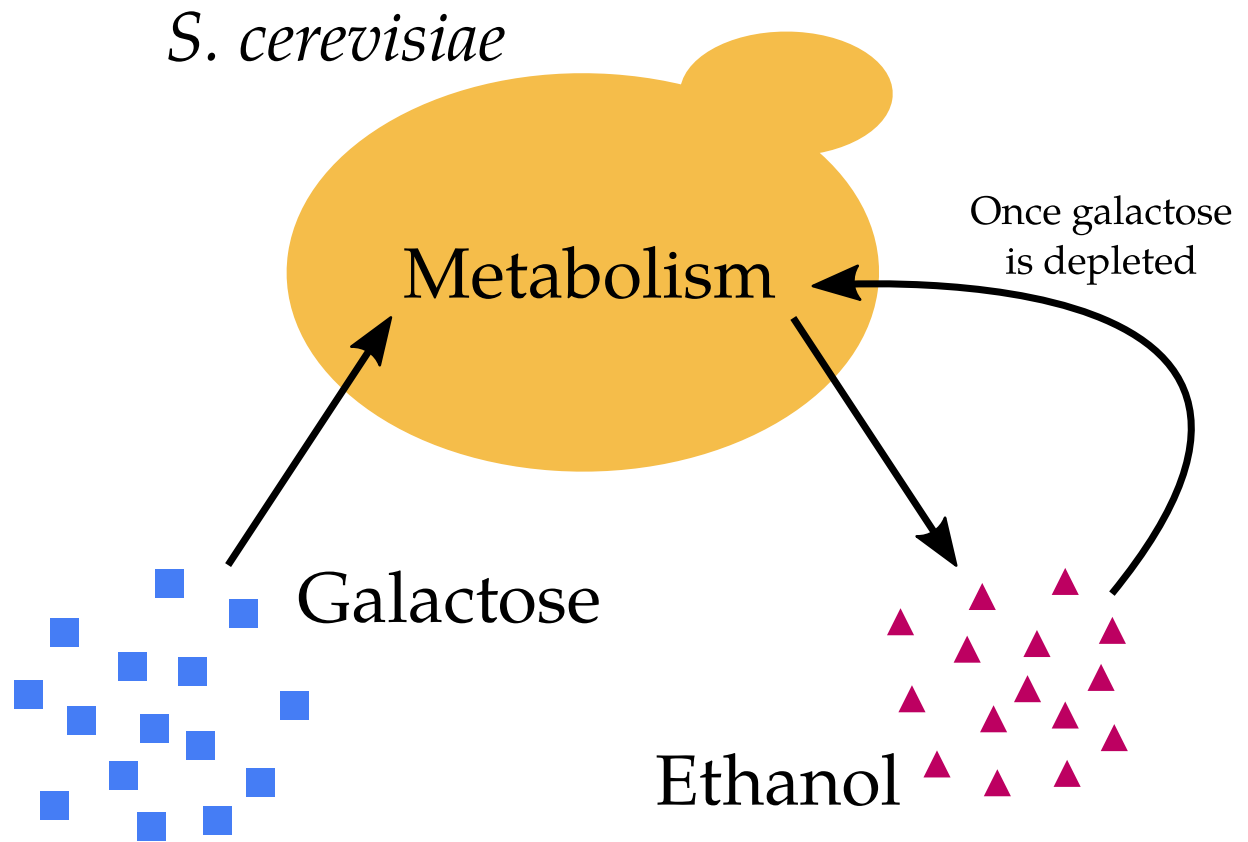 S. cerevisiae
Once galactose
is depleted
Metabolism
Galactose
Ethanol